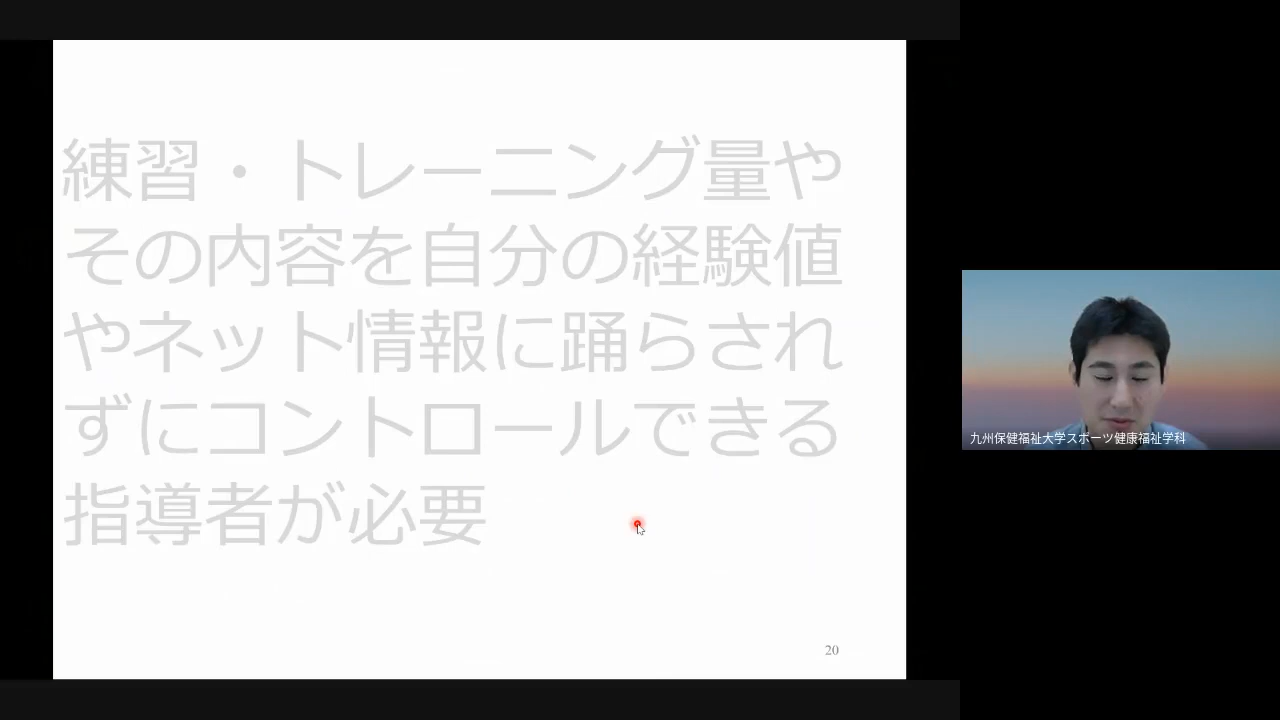 練習・トレーニング量や
その内容を自分の経験値
やネット情報に踊らされ
ずにコントロールできる
指導者が必要
20
九州保健福祉大学スポーツ健康福祉学科